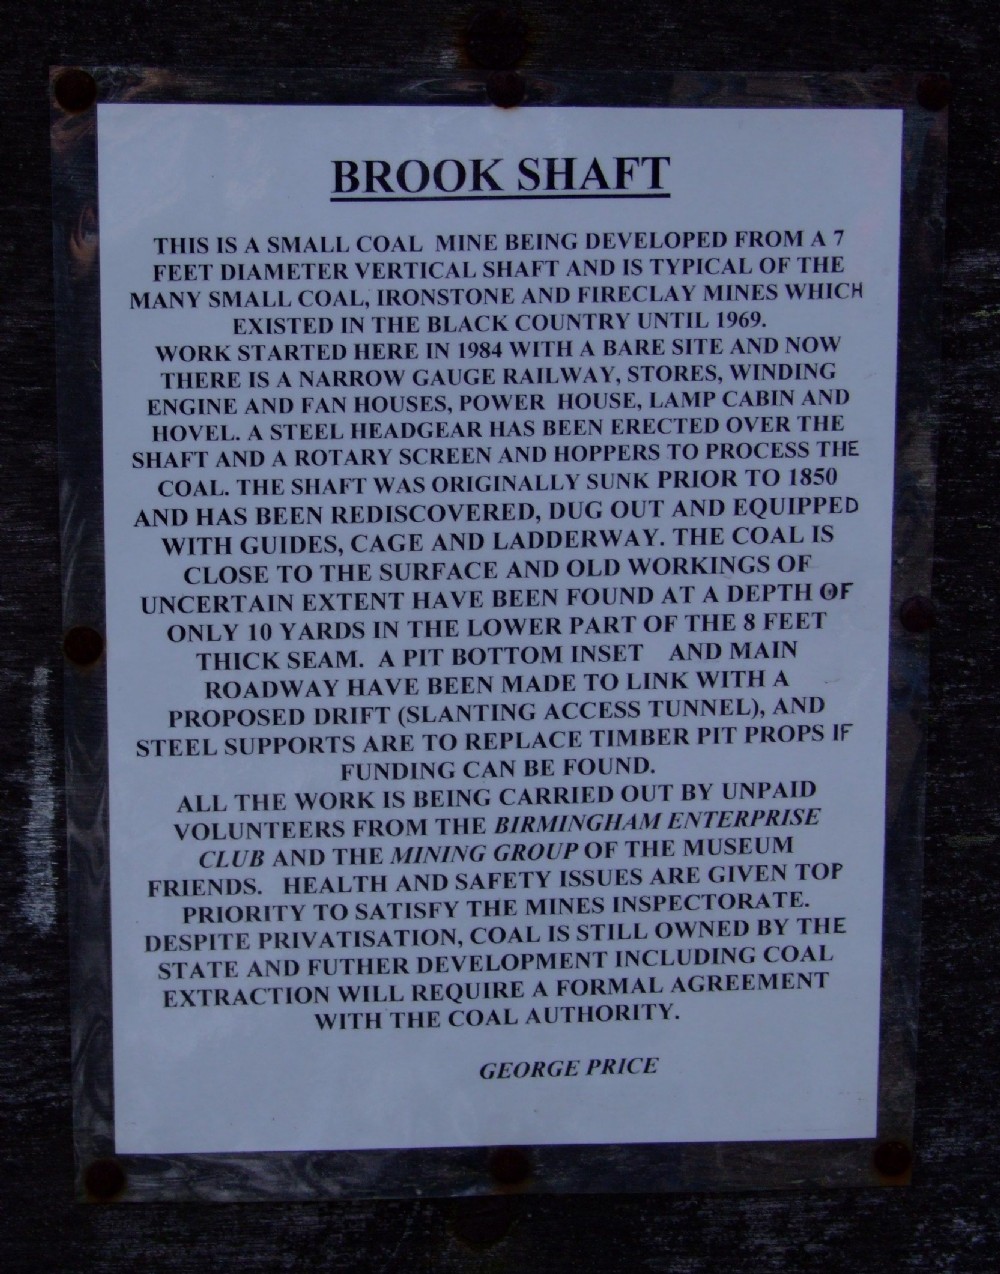 BROOK SHAFT
THIS IS A SMALL COAL MINE BEING DEVELOPED FROM A 7
FEET DIAMETER VERTICAL SHAFT AND IS TYPICAL OF THE
MANY SMALL COAL, IRONSTONE AND FIRECLAY MINES WHICH
EXISTED IN THE BLACK COUNTRY UNTIL 1969.
WORK STARTED HERE IN 1984 WITH A BARE SITE AND NOW
THERE IS A NARROW GAUGE RAILWAY, STORES, WINDING
ENGINE AND FAN HOUSES, POWER HOUSE, LAMP CABIN AND
HOVEL. A STEEL HEADGEAR HAS BEEN ERECTED OVER THE
SHAFT AND A ROTARY SCREEN AND HOPPERS TO PROCESS THE
COAL. THE SHAFT WAS ORIGINALLY SUNK PRIOR TO 1850
AND HAS BEEN REDISCOVERED, DUG OUT AND EQUIPPED
WITH GUIDES, CAGE AND LADDERWAY. THE COAL IS
CLOSE TO THE SURFACE AND OLD WORKINGS OF
UNCERTAIN EXTENT HAVE BEEN FOUND AT A DEPTH OF
ONLY 10 YARDS IN THE LOWER PART OF THE 8 FEET
THICK SEAM. A PIT BOTTOM INSET AND MAIN
ROADWAY HAVE BEEN MADE TO LINK WITH A
PROPOSED DRIFT (SLANTING ACCESS TUNNEL), AND
STEEL SUPPORTS ARE TO REPLACE TIMBER PIT PROPS IF
FUNDING CAN BE FOUND.
ALL THE WORK IS BEING CARRIED OUT BY UNPAID
VOLUNTEERS FROM THE BIRMINGHAM ENTERPRISE
CLUB AND THE MINING GROUP OF THE MUSEUM
FRIENDS. HEALTH AND SAFETY ISSUES ARE GIVEN TOP
PRIORITY TO SATISFY THE MINES INSPECTORATE.
DESPITE PRIVATISATION, COAL IS STILL OWNED BY THE
STATE AND FUTHER DEVELOPMENT INCLUDING COAL
EXTRACTION WILL REQUIRE A FORMAL AGREEMENT
WITH THE COAL AUTHORITY.
GEORGE PRICE